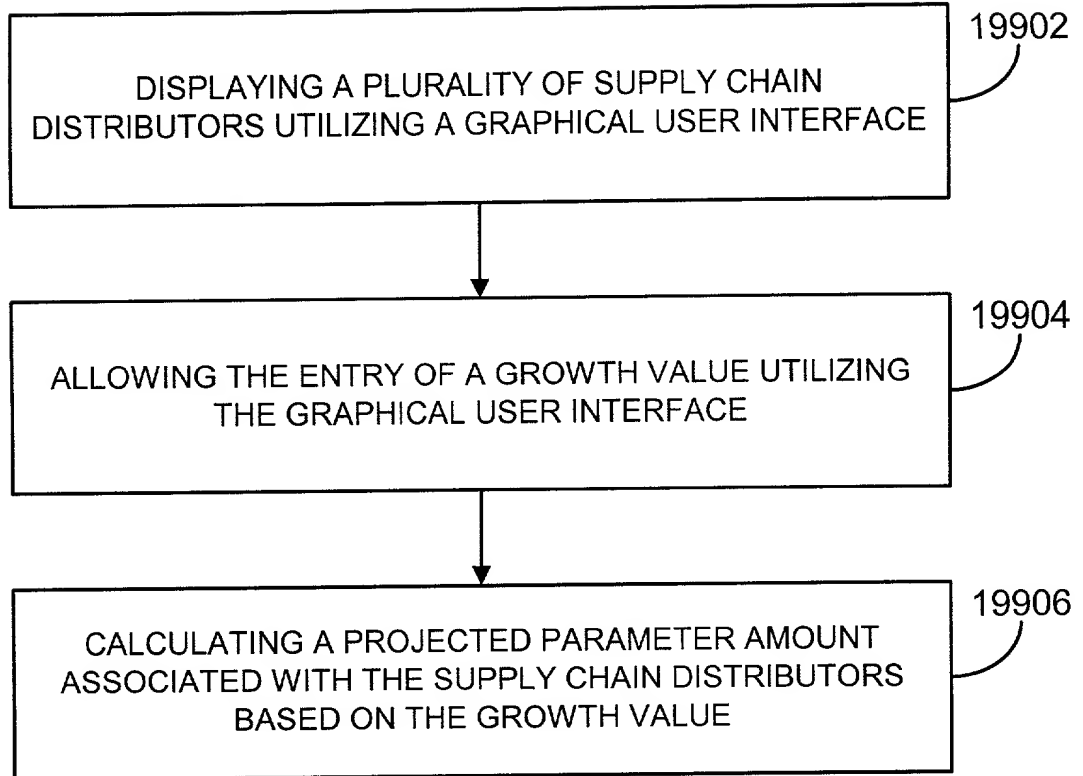 19902
DISPLAYING A PLURALITY OF SUPPLY CHAIN
DISTRIBUTORS UTILIZING A GRAPHICAL USER INTERFACE
19904
ALLOWING THE ENTRY OF A GROWTH VALUE UTILIZING
THE GRAPHICAL USER INTERFACE
19906
CALCULATING A PROJECTED PARAMETER AMOUNT
ASSOCIATED WITH THE SUPPLY CHAIN DISTRIBUTORS
BASED ON THE GROWTH VALUE